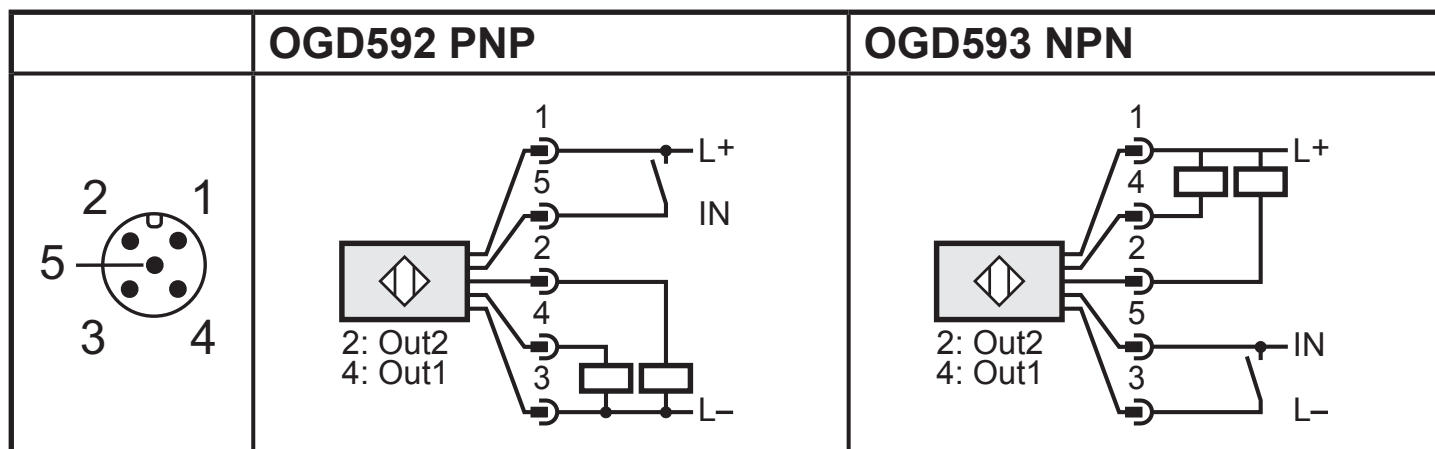 OGD592 PNP
OGD593 NPN
2 1
5
3 4
1
L+
5
IN
2
4
3
L–
2: Out2
4: Out1
1
L+
4
2
5
IN
3
L–
2: Out2
4: Out1